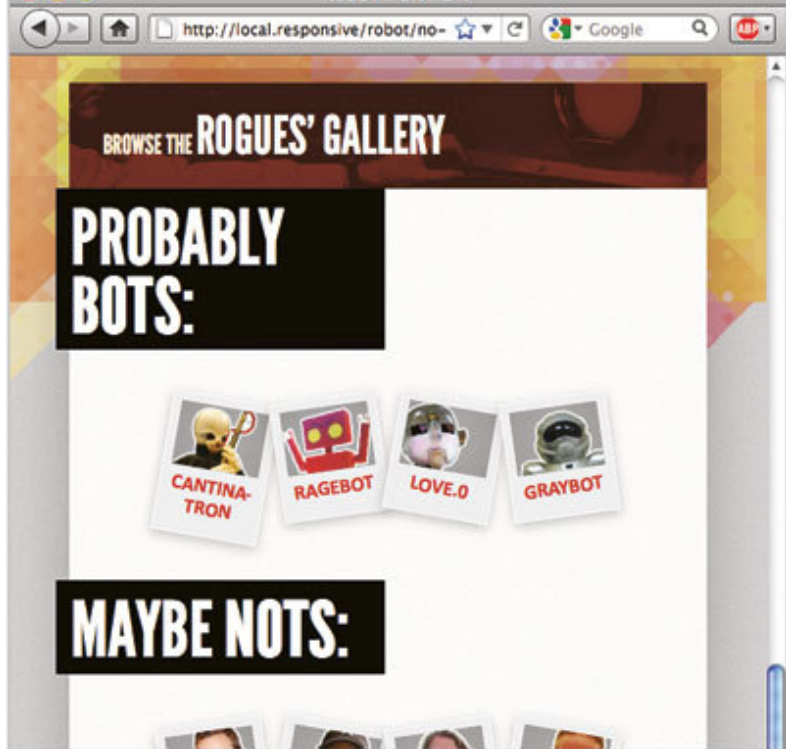 http://local.responsive/robot/no-
Google
ABP
BROWSE THE ROGUES' GALLERY
PROBABLY
BOTS:
CANTINA-
TRON
RAGEBOT
LOVE.0
GRAYBOT
MAYBE NOTS: